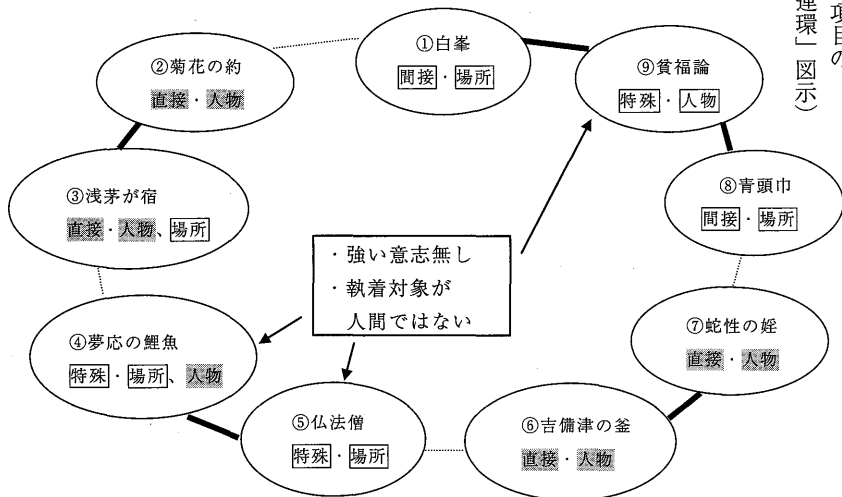 項目の
連環」図示）
①白峯
間接・場所
②菊花の約
直接・人物
③浅茅が宿
直接・人物、場所
④夢応の鯉魚
特殊・場所、人物
⑤仏法僧
特殊・場所
⑥吉備津の釜
直接・人物
⑦蛇性の婬
直接・人物
⑧青頭巾
間接・場所
⑨貧福論
特殊・人物
・強い意志無し
・執着対象が
人間ではない